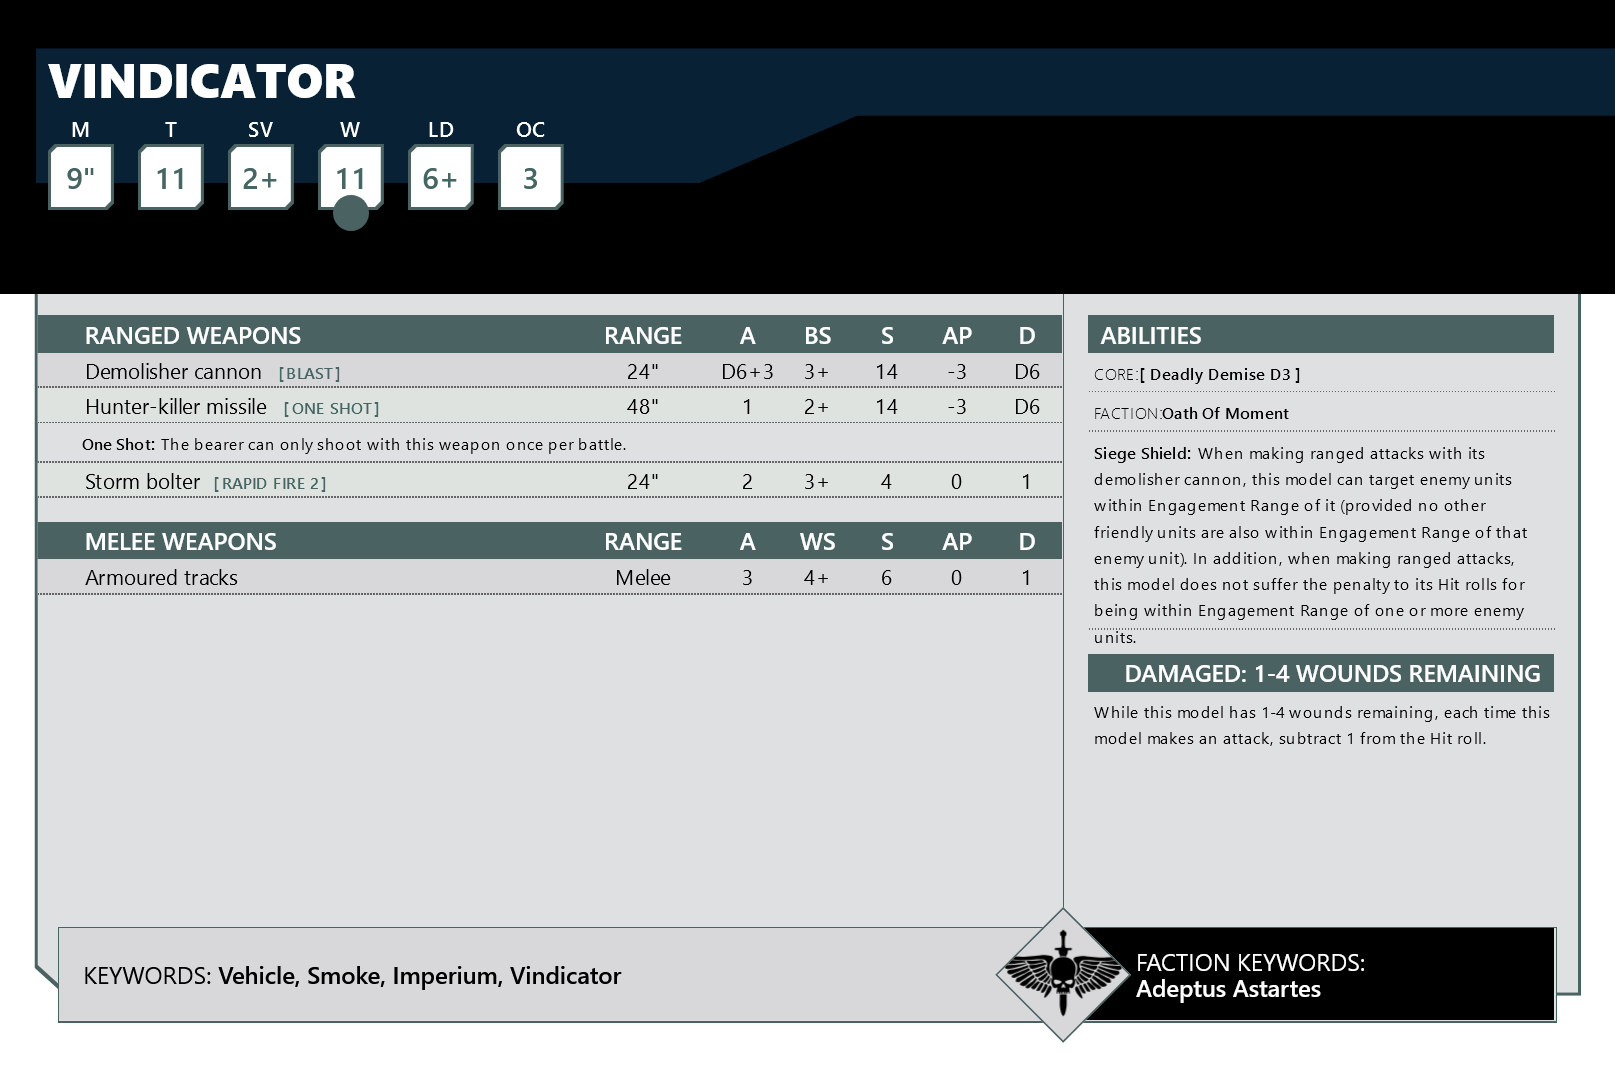 VINDICATOR
M T SV W LD OC
9" 11 2+ 11 6+ 3
RANGED WEAPONS RANGE A BS S AP D
Demolisher cannon [BLAST] 24" D6+3 3+ 14 -3 D6
Hunter-killer missile [ONE SHOT] 48" 1 2+ 14 -3 D6
One Shot: The bearer can only shoot with this weapon once per battle.
Storm bolter [RAPID FIRE 2] 24" 2 3+ 4 0 1
MELEE WEAPONS RANGE A WS S AP D
Armoured tracks Melee 3 4+ 6 0 1
ABILITIES
CORE:[ Deadly Demise D3 ]
FACTION:Oath Of Moment
Siege Shield: When making ranged attacks with its
demolisher cannon, this model can target enemy units
within Engagement Range of it (provided no other
friendly units are also within Engagement Range of that
enemy unit). In addition, when making ranged attacks,
this model does not suffer the penalty to its Hit rolls for
being within Engagement Range of one or more enemy
units.
DAMAGED: 1-4 WOUNDS REMAINING
While this model has 1-4 wounds remaining, each time this
model makes an attack, subtract 1 from the Hit roll.
KEYWORDS: Vehicle, Smoke, Imperium, Vindicator
FACTION KEYWORDS:
Adeptus Astartes